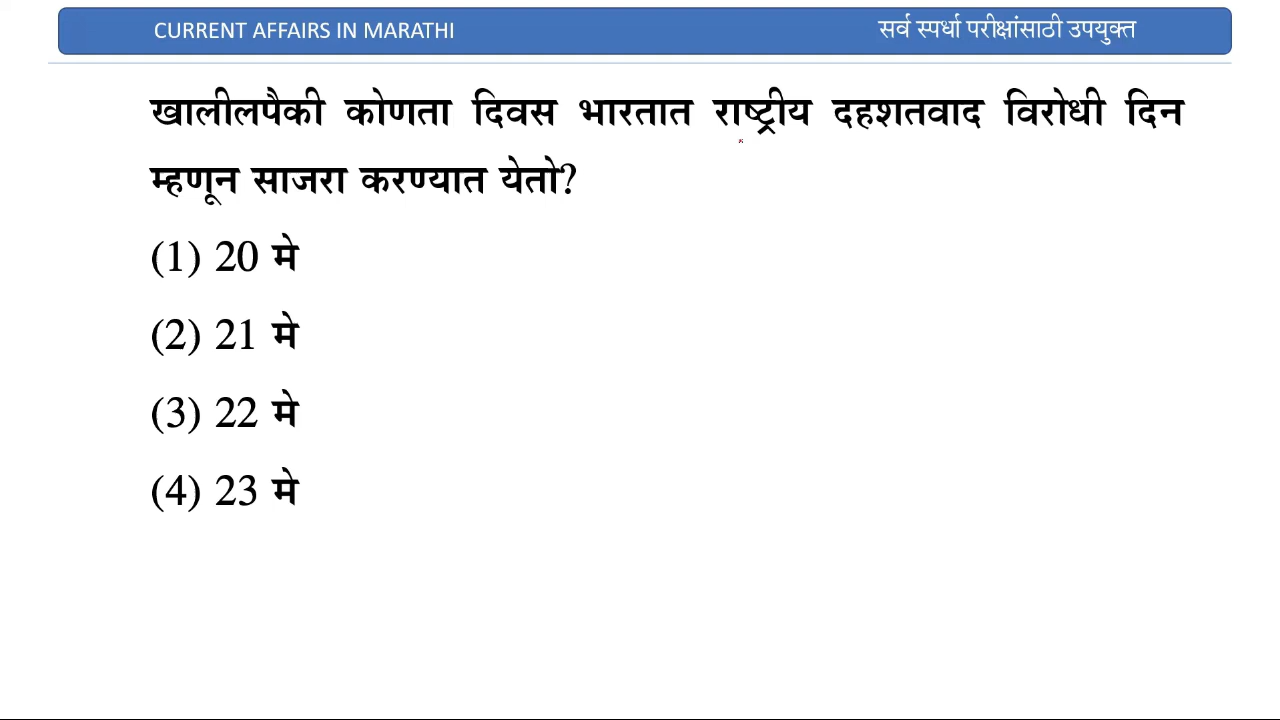 CURRENT AFFAIRS IN MARATHI
सर्व स्पर्धा परीक्षांसाठी उपयुक्त
खालीलपैकी कोणता दिवस भारतात राष्ट्रीय दहशतवाद विरोधी दिन
म्हणून साजरा करण्यात येतो?
(1) 20 मे
(2) 21 मे
(3) 22 मे
(4) 23 मे